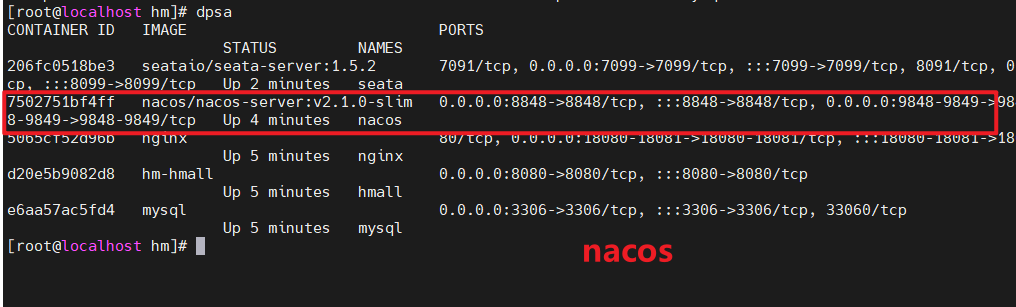 [root@localhost hm]# dpsa
CONTAINER ID   IMAGE                           PORTS
                        STATUS         NAMES
206fc0518be3   seataio/seata-server:1.5.2      7091/tcp, 0.0.0.0:7099->7099/tcp, :::7099->7099/tcp, 8091/tcp, 0
cp, :::8099->8099/tcp   Up 2 minutes   seata
7502751bf4ff   nacos/nacos-server:v2.1.0-slim   0.0.0.0:8848->8848/tcp, :::8848->8848/tcp, 0.0.0.0:9848-9849->98
8-9849->9848-9849/tcp   Up 4 minutes   nacos
5065cf52d96b   nginx                           80/tcp, 0.0.0.0:18080-18081->18080-18081/tcp, :::18080-18081->18
                        Up 5 minutes   nginx
d20e5b9082d8   hm-hmall                        0.0.0.0:8080->8080/tcp, :::8080->8080/tcp
                        Up 5 minutes   hmall
e6aa57ac5fd4   mysql                           0.0.0.0:3306->3306/tcp, :::3306->3306/tcp, 33060/tcp
                        Up 5 minutes   mysql
[root@localhost hm]#
nacos